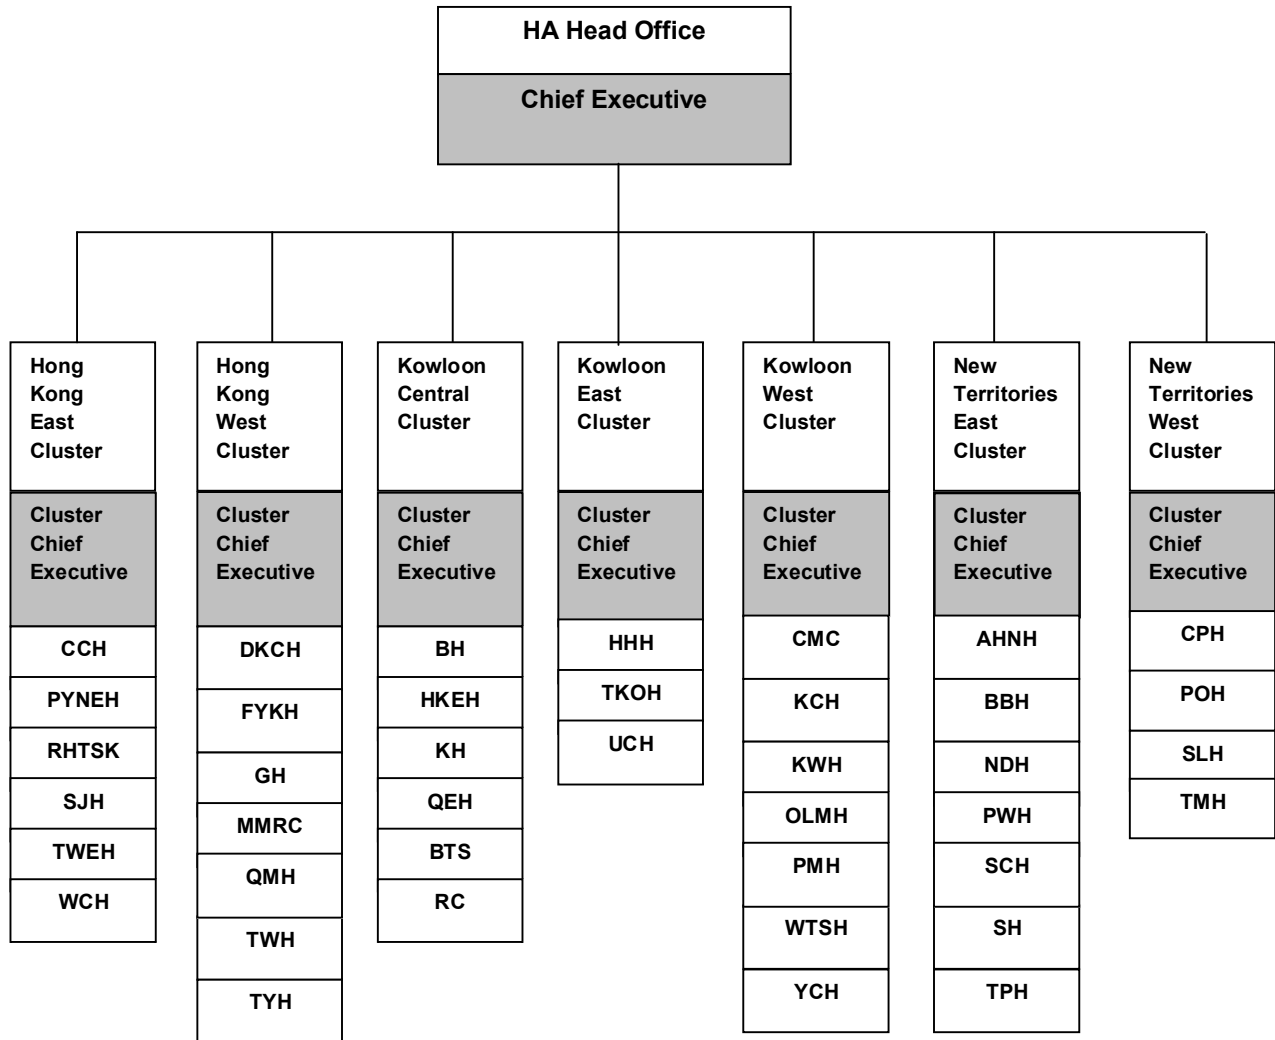 HA Head Office
Chief Executive
Hong
Kong
East
Cluster
Cluster
Chief
Executive
CCH
PYNEH
RHTSK
SJH
TWEH
WCH
Hong
Kong
West
Cluster
Cluster
Chief
Executive
DKCH
FYKH
GH
MMRC
QMH
TWH
TYH
Kowloon
Central
Cluster
Cluster
Chief
Executive
BH
HKEH
KH
QEH
BTS
RC
Kowloon
East
Cluster
Cluster
Chief
Executive
HHH
TKOH
UCH
Kowloon
West
Cluster
Cluster
Chief
Executive
CMC
KCH
KWH
OLMH
PMH
WTSH
YCH
New
Territories
East
Cluster
Cluster
Chief
Executive
AHNH
BBH
NDH
PWH
SCH
SH
TPH
New
Territories
West
Cluster
Cluster
Chief
Executive
CPH
POH
SLH
TMH